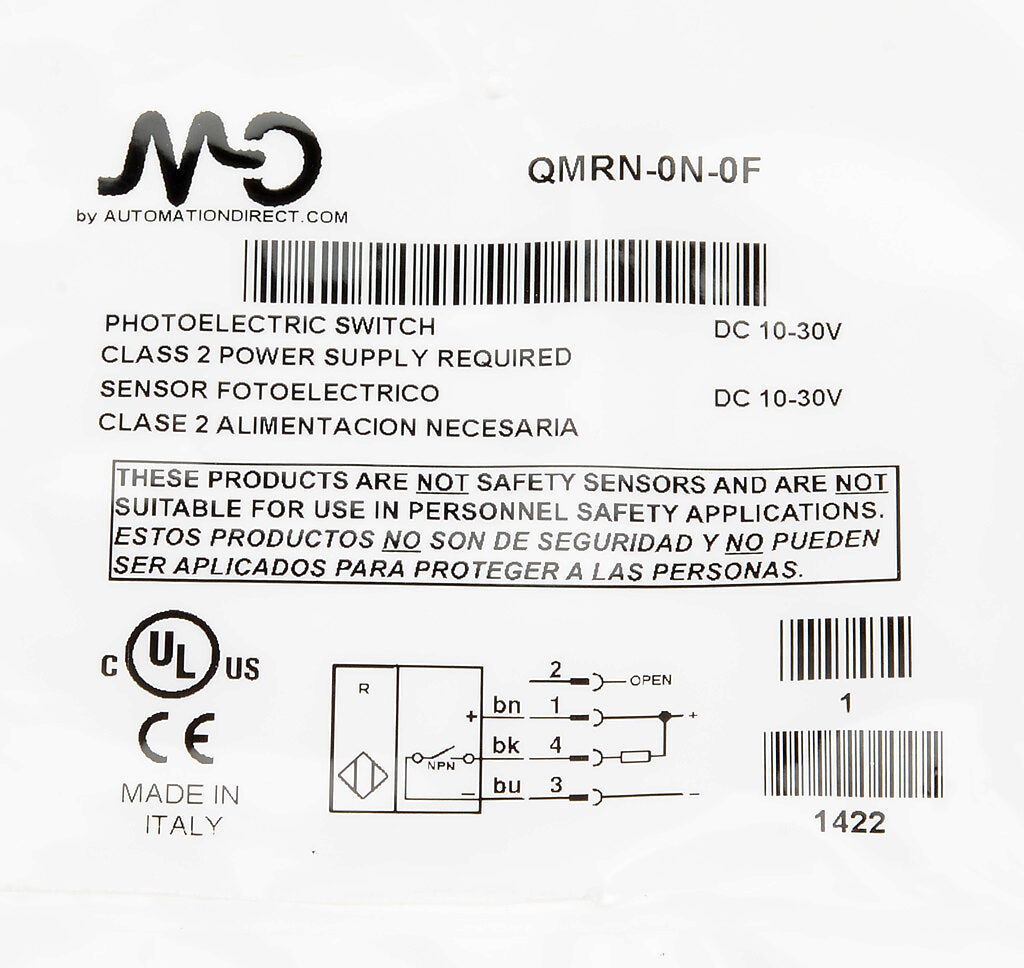 by AUTOMATIONDIRECT.COM
QMRN-0N-0F
PHOTOELECTRIC SWITCH DC 10-30V
CLASS 2 POWER SUPPLY REQUIRED
SENSOR FOTOELECTRICO DC 10-30V
CLASE 2 ALIMENTACION NECESARIA
THESE PRODUCTS ARE NOT SAFETY SENSORS AND ARE NOT
SUITABLE FOR USE IN PERSONNEL SAFETY APPLICATIONS.
ESTOS PRODUCTOS NO SON DE SEGURIDAD Y NO PUEDEN
SER APLICADOS PARA PROTEGER A LAS PERSONAS.
C UL US
CE
MADE IN
ITALY
R
2 OPEN
+ bn 1 +
NPN bk 4
– bu 3 –
1
1422